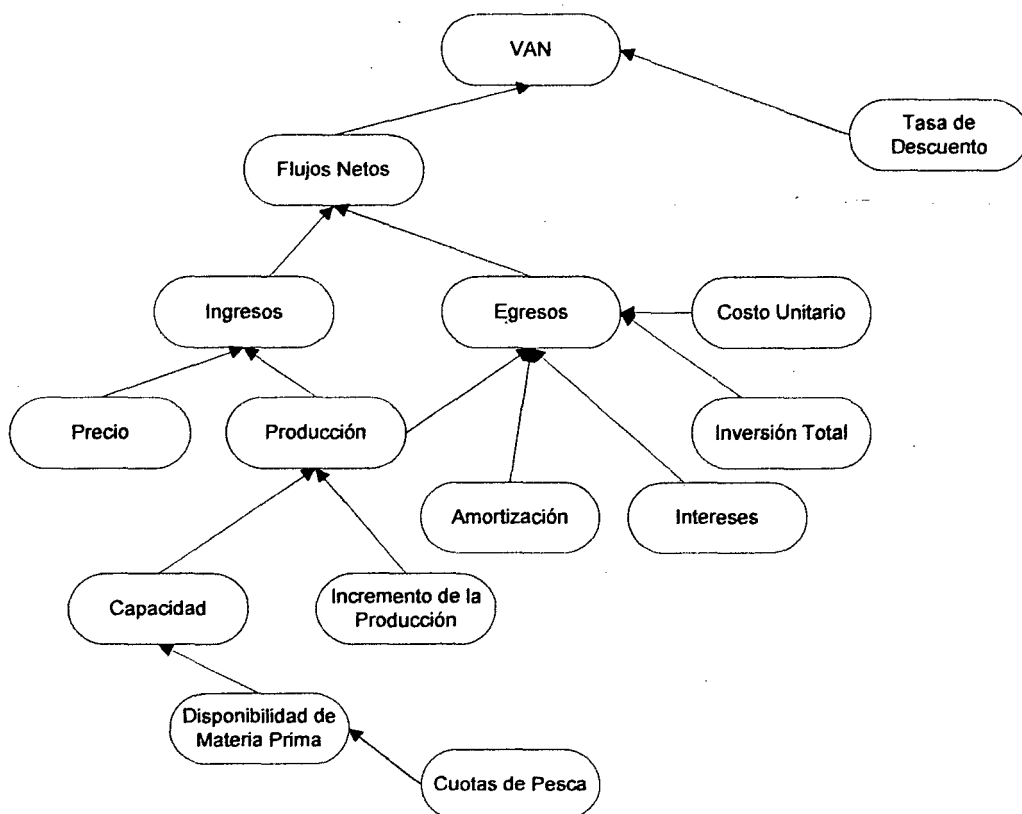 VAN
Tasa de
Descuento
Flujos Netos
Ingresos
Egresos
Costo Unitario
Precio
Producción
Inversión Total
Amortización
Intereses
Capacidad
Incremento de la
Producción
Disponibilidad de
Materia Prima
Cuotas de Pesca